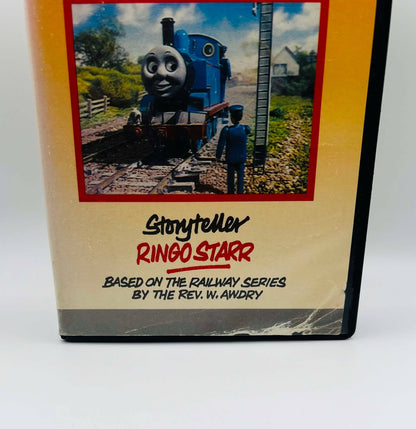 Storyteller
RINGO STARR
BASED ON THE RAILWAY SERIES
BY THE REV. W. AWDRY